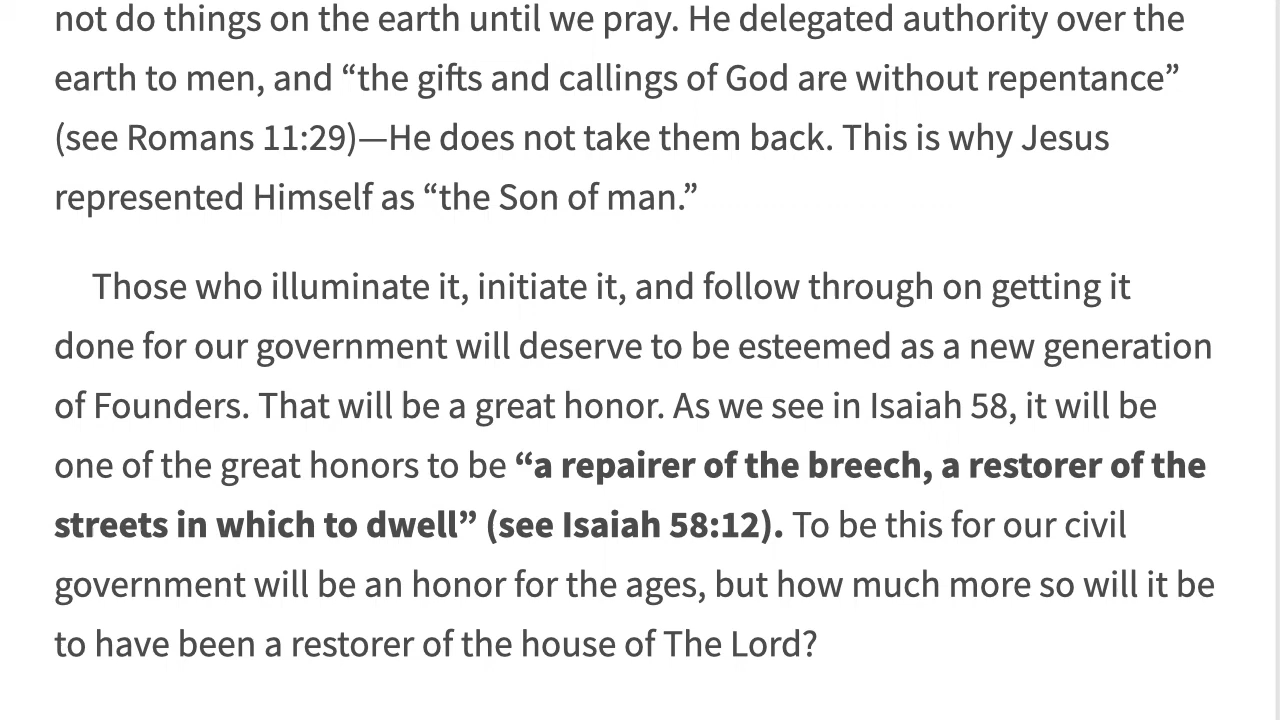 not do things on the earth until we pray. He delegated authority over the
earth to men, and “the gifts and callings of God are without repentance”
(see Romans 11:29)—He does not take them back. This is why Jesus
represented Himself as “the Son of man.”
Those who illuminate it, initiate it, and follow through on getting it
done for our government will deserve to be esteemed as a new generation
of Founders. That will be a great honor. As we see in Isaiah 58, it will be
one of the great honors to be “a repairer of the breech, a restorer of the
streets in which to dwell” (see Isaiah 58:12). To be this for our civil
government will be an honor for the ages, but how much more so will it be
to have been a restorer of the house of The Lord?